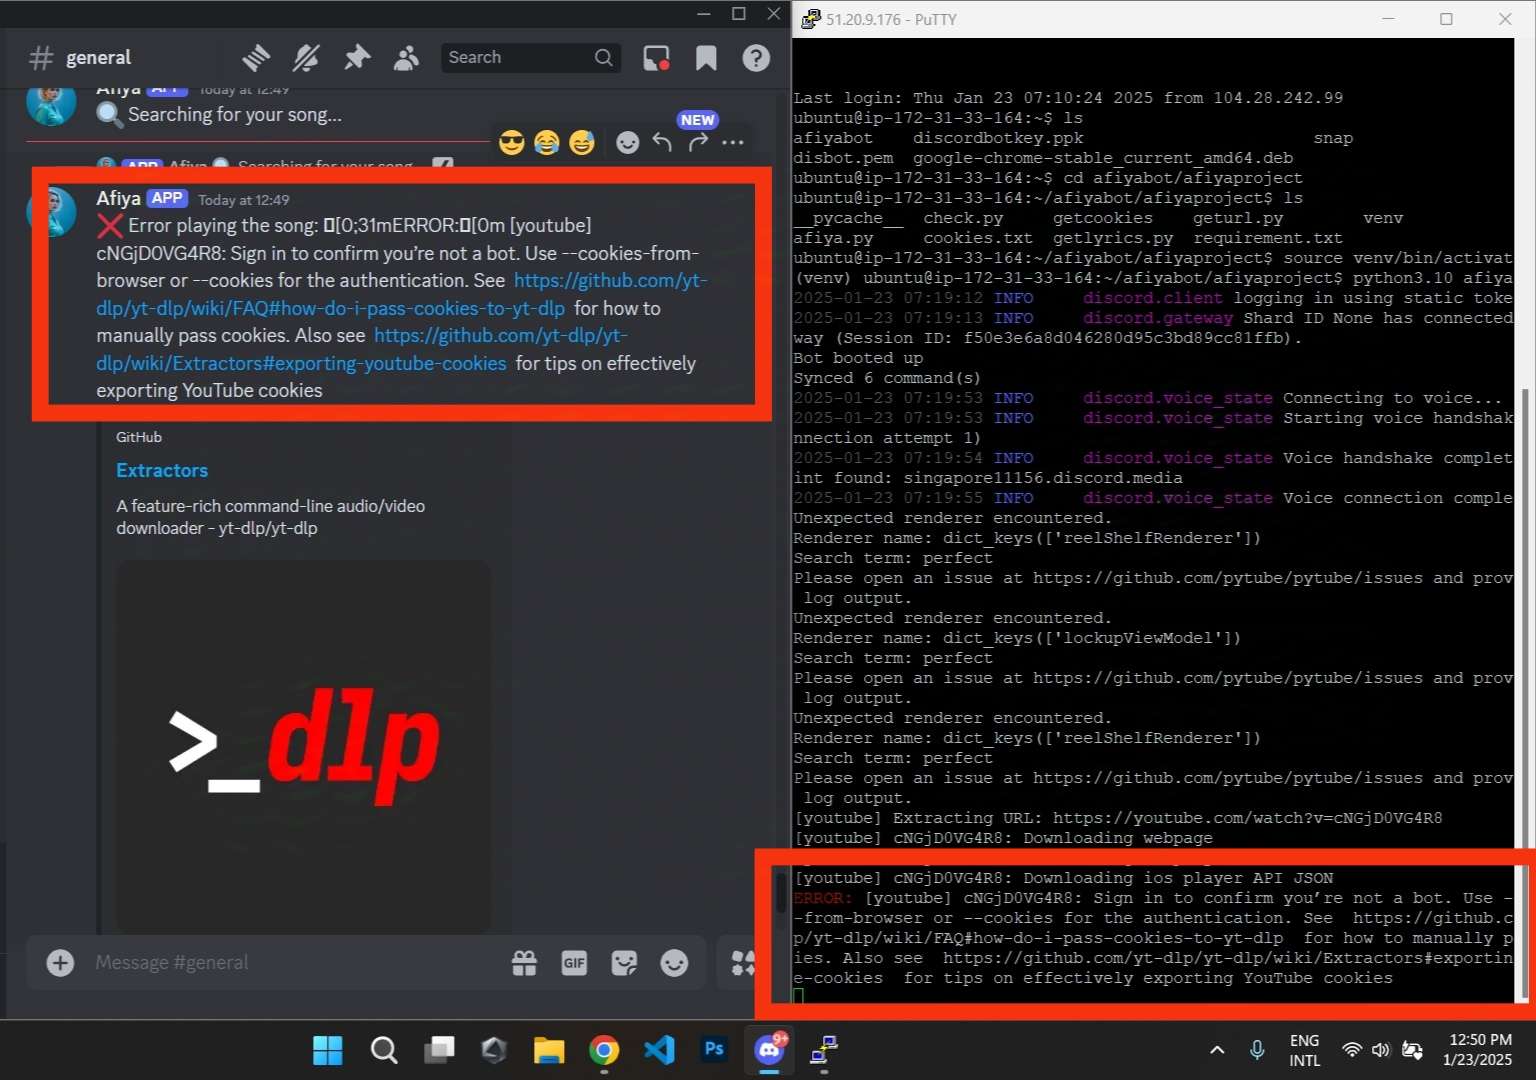 51.20.9.176 - PuTTY
# general
Search
Afiya APP Today at 12:49
Searching for your song...
NEW
APP Afiya Searching for your song...
Afiya APP Today at 12:49
Error playing the song: [0;31mERROR:[0m [youtube]
cNGjD0VG4R8: Sign in to confirm you’re not a bot. Use --cookies-from-
browser or --cookies for the authentication. See https://github.com/yt-
dlp/yt-dlp/wiki/FAQ#how-do-i-pass-cookies-to-yt-dlp for how to
manually pass cookies. Also see https://github.com/yt-dlp/yt-
dlp/wiki/Extractors#exporting-youtube-cookies for tips on effectively
exporting YouTube cookies
GitHub
Extractors
A feature-rich command-line audio/video
downloader - yt-dlp/yt-dlp
>_dlp
Message #general
GIF
Last login: Thu Jan 23 07:10:24 2025 from 104.28.242.99
ubuntu@ip-172-31-33-164:~$ ls
afiyabot discordbotkey.ppk snap
disbot.pem google-chrome-stable_current_amd64.deb
ubuntu@ip-172-31-33-164:~$ cd afiyabot/afiyaproject
ubuntu@ip-172-31-33-164:~/afiyabot/afiyaproject$ ls
__pycache__ check.py getcookies geturl.py venv
afiya.py cookies.txt getlyrics.py requirement.txt
ubuntu@ip-172-31-33-164:~/afiyabot/afiyaproject$ source venv/bin/activat
(venv) ubuntu@ip-172-31-33-164:~/afiyabot/afiyaproject$ python3.10 afiya
2025-01-23 07:19:12 INFO discord.client logging in using static toke
2025-01-23 07:19:13 INFO discord.gateway Shard ID None has connected
way (Session ID: f50e3e6a8d046280d95c3bd89cc81ffb).
Bot booted up
Synced 6 command(s)
2025-01-23 07:19:53 INFO discord.voice_state Connecting to voice...
2025-01-23 07:19:53 INFO discord.voice_state Starting voice handshak
nnection attempt 1)
2025-01-23 07:19:54 INFO discord.voice_state Voice handshake complet
int found: singapore11156.discord.media
2025-01-23 07:19:55 INFO discord.voice_state Voice connection comple
Unexpected renderer encountered.
Renderer name: dict_keys(['reelShelfRenderer'])
Search term: perfect
Please open an issue at https://github.com/pytube/pytube/issues and prov
log output.
Unexpected renderer encountered.
Renderer name: dict_keys(['lockupViewModel'])
Search term: perfect
Please open an issue at https://github.com/pytube/pytube/issues and prov
log output.
Unexpected renderer encountered.
Renderer name: dict_keys(['reelShelfRenderer'])
Search term: perfect
Please open an issue at https://github.com/pytube/pytube/issues and prov
log output.
[youtube] Extracting URL: https://youtube.com/watch?v=cNGjD0VG4R8
[youtube] cNGjD0VG4R8: Downloading webpage
[youtube] cNGjD0VG4R8: Downloading ios player API JSON
ERROR: [youtube] cNGjD0VG4R8: Sign in to confirm you’re not a bot. Use -
-from-browser or --cookies for the authentication. See https://github.c
p/yt-dlp/wiki/FAQ#how-do-i-pass-cookies-to-yt-dlp for how to manually p
ies. Also see https://github.com/yt-dlp/yt-dlp/wiki/Extractors#exportin
e-cookies for tips on effectively exporting YouTube cookies
Ps
9+
ENG
INTL
12:50 PM
1/23/2025